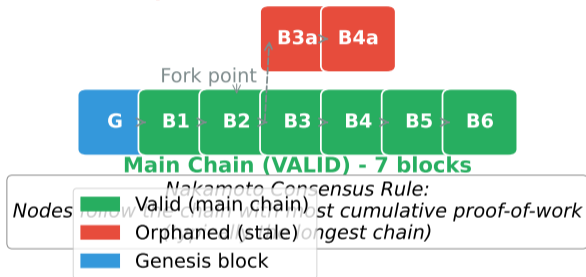 B3a B4a
Fork point
G B1 B2 B3 B4 B5 B6
Main Chain (VALID) - 7 blocks
Nakamoto Consensus Rule:
Nodes follow the chain with most cumulative proof-of-work
longest chain)
Valid (main chain)
Orphaned (stale)
Genesis block